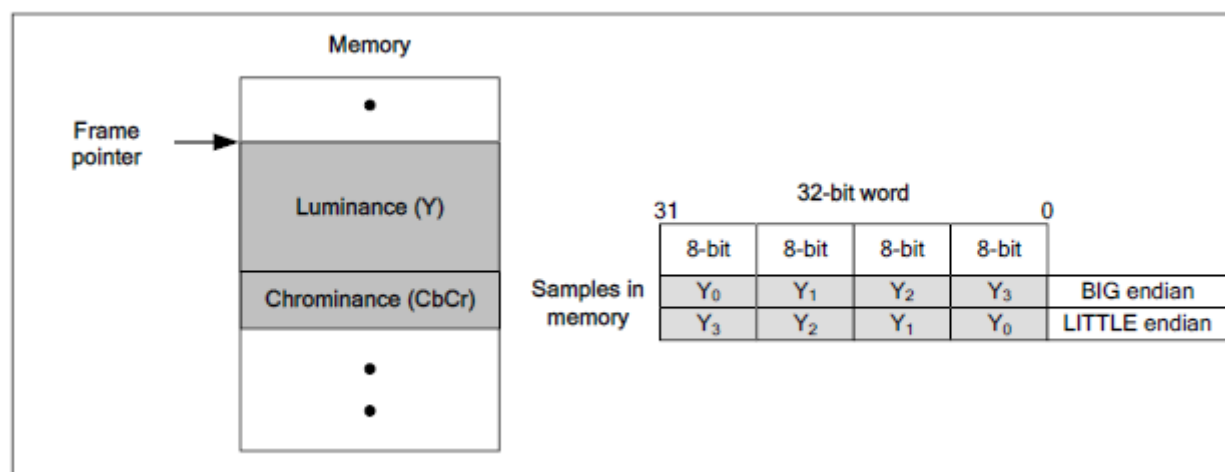 Memory
Frame
pointer
Luminance (Y)
Chrominance (CbCr)
32-bit word
31 0
8-bit 8-bit 8-bit 8-bit
Samples in
memory
Y₀ Y₁ Y₂ Y₃ BIG endian
Y₃ Y₂ Y₁ Y₀ LITTLE endian